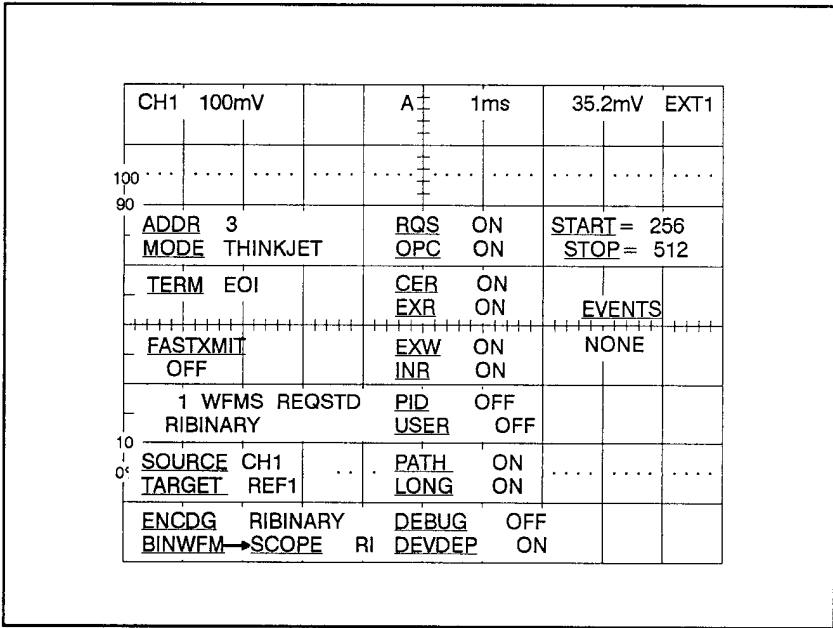 CH1 100mV A 1ms 35.2mV EXT1
100
90
ADDR 3 RQS ON START = 256
MODE THINKJET OPC ON STOP = 512
TERM EOI CER ON
EXR ON EVENTS
FASTXMIT EXW ON NONE
OFF INR ON
1 WFMS REQSTD PID OFF
RIBINARY USER OFF
10
SOURCE CH1 PATH ON
TARGET REF1 LONG ON
ENCDG RIBINARY DEBUG OFF
BINWFM→SCOPE RI DEVDEP ON